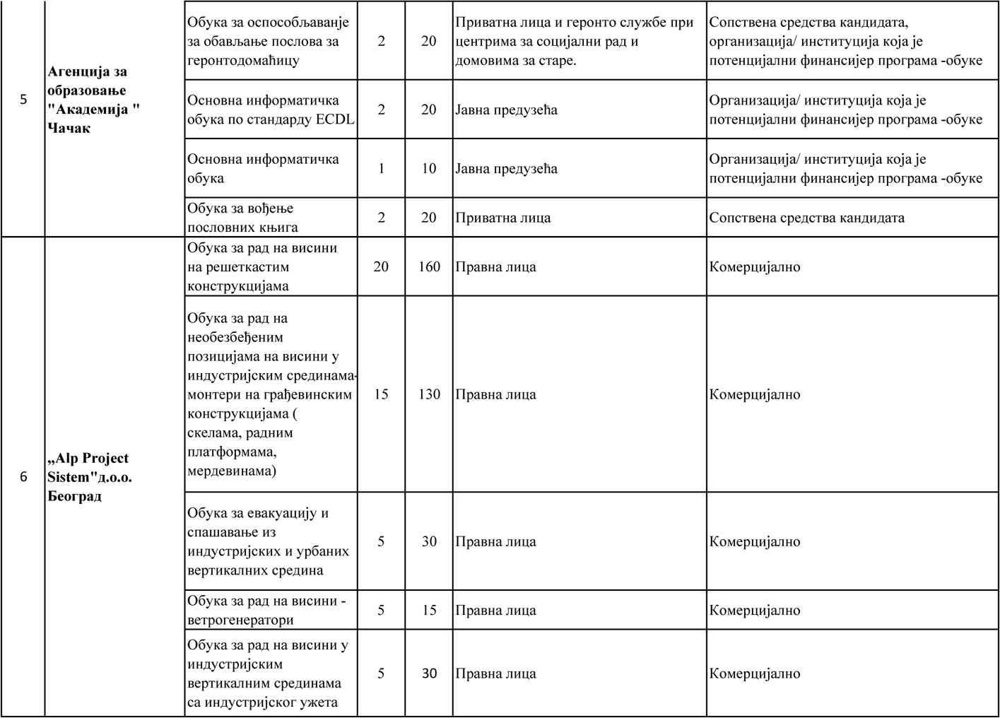 5
Агенција за
образовање
"Академија "
Чачак
Обука за оспособљаванје
за обављање послова за
геронтодомаћицу
2
20
Приватна лица и геронто службе при
центрима за социјални рад и
домовима за старе.
Сопствена средства кандидата,
организација/ институција која је
потенцијални финансијер програма -обуке
Основна информатичка
обука по стандарду ECDL
2
20
Јавна предузећа
Организација/ институција која је
потенцијални финансијер програма -обуке
Основна информатичка
обука
1
10
Јавна предузећа
Организација/ институција која је
потенцијални финансијер програма -обуке
Обука за вођење
пословних књига
2
20
Приватна лица
Сопствена средства кандидата
6
„Alp Project
Sistem"д.о.о.
Београд
Обука за рад на висини
на решеткастим
конструкцијама
20
160
Правна лица
Комерцијално
Обука за рад на
необезбеђеним
позицијама на висини у
индустријским срединама-
монтери на грађевинским
конструкцијама (
скелама, радним
платформама,
мердевинама)
15
130
Правна лица
Комерцијално
Обука за евакуацију и
спашавање из
индустријских и урбаних
вертикалних средина
5
30
Правна лица
Комерцијално
Обука за рад на висини -
ветрогенератори
5
15
Правна лица
Комерцијално
Обука за рад на висини у
индустријским
вертикалним срединама
са индустријског ужета
5
30
Правна лица
Комерцијално